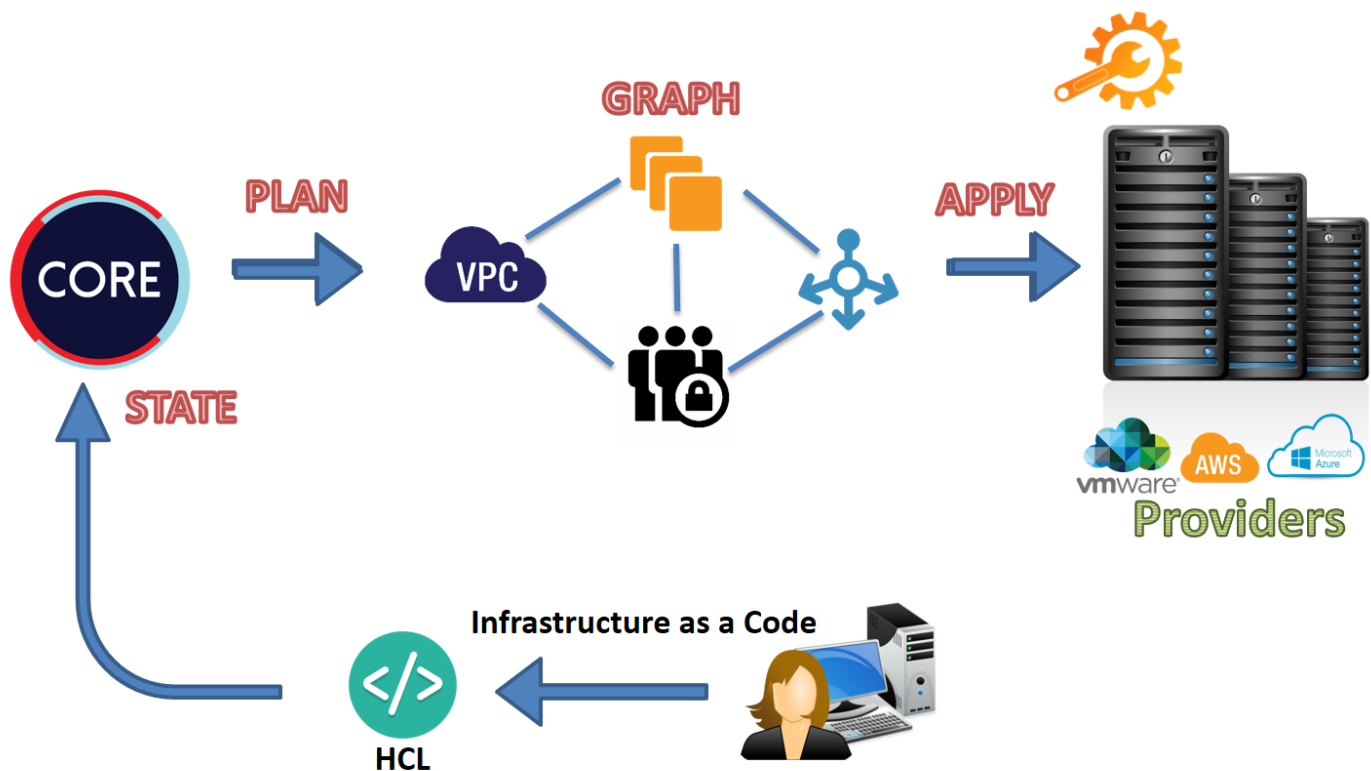 GRAPH
PLAN
APPLY
CORE
VPC
STATE
vmware®
AWS
Microsoft
Azure
Providers
Infrastructure as a Code
</>
HCL